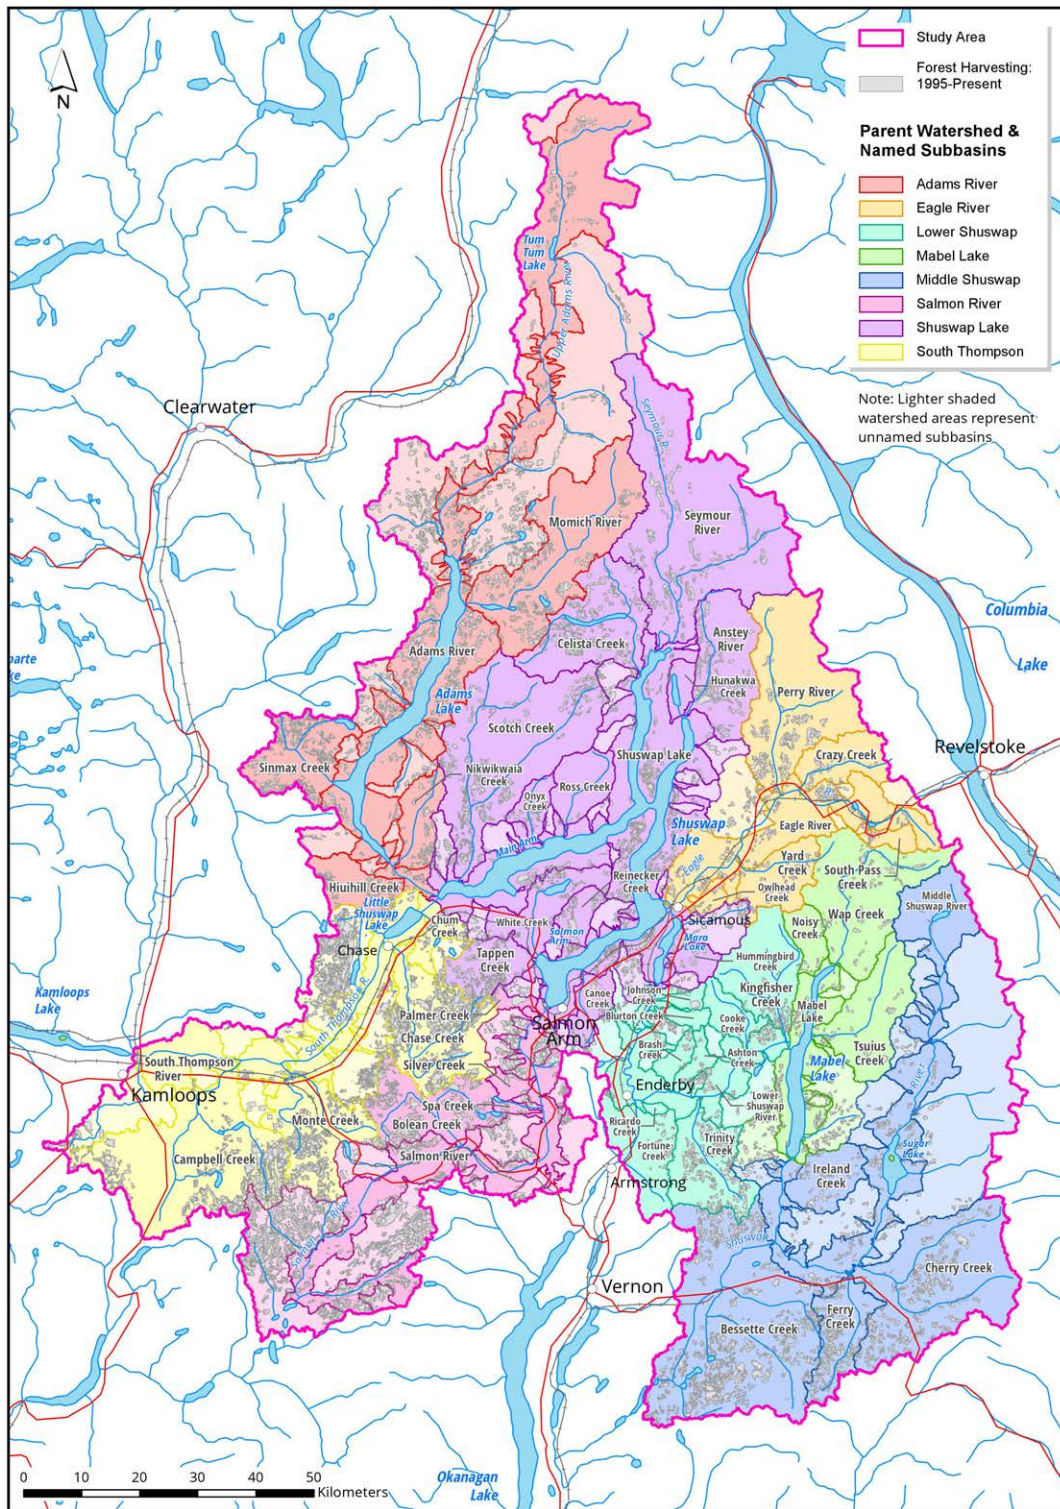 Study Area
Forest Harvesting:
1995-Present
Parent Watershed &
Named Subbasins
Adams River
Eagle River
Lower Shuswap
Mabel Lake
Middle Shuswap
Salmon River
Shuswap Lake
South Thompson
Note: Lighter shaded
watershed areas represent
unnamed subbasins
N
Tum
Tum
Lake
Upper Adams River
Clearwater
Seymour R.
Momich River
Seymour
River
Columbia
Lake
Adams River
Celista Creek
Anstey
River
Hunakwa
Creek
Adams
Lake
Perry River
Scotch Creek
Sinmax Creek
Nikwikwaia
Creek
Onyx
Creek
Ross Creek
Shuswap Lake
Crazy Creek
Revelstoke
R.
Main Arm
Shuswap
Lake
Eagle River
Eagle
Yard
Creek
South Pass
Creek
Reinecker
Creek
Owlhead
Creek
Hiuihill Creek
Little
Shuswap
Lake
Chum
Creek
White Creek
Salmon
Arm
Sicamous
Mara
Lake
Noisy
Creek
Wap Creek
Middle
Shuswap River
Chase
Tappen
Creek
Hummingbird
Creek
Kamloops
Lake
South Thompson R.
Canoe
Creek
Johnson
Creek
Kingfisher
Creek
Mabel
Lake
Palmer Creek
Salmon
Arm
Blurton Creek
Cooke
Creek
Chase Creek
Brash
Creek
Ashton
Creek
Mabel
Lake
Tsuius
Creek
South Thompson
River
Silver Creek
Kamloops
Enderby
Lower
Shuswap
River
River
Spa Creek
Monte Creek
Bolean Creek
Ricardo
Creek
Fortune
Creek
Trinity
Creek
Sugar
Lake
Campbell Creek
Salmon River
Armstrong
Ireland
Creek
Salmon
River
Shuswap
Cherry Creek
Vernon
Bessette Creek
Ferry
Creek
0 10 20 30 40 50
Kilometers
Okanagan
Lake